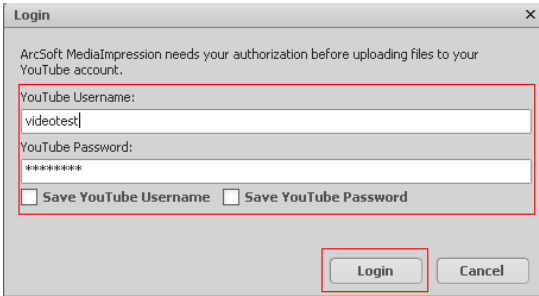 Login
ArcSoft MediaImpression needs your authorization before uploading files to your
YouTube account.
YouTube Username:
videotest
YouTube Password:
********
Save YouTube Username Save YouTube Password
Login Cancel